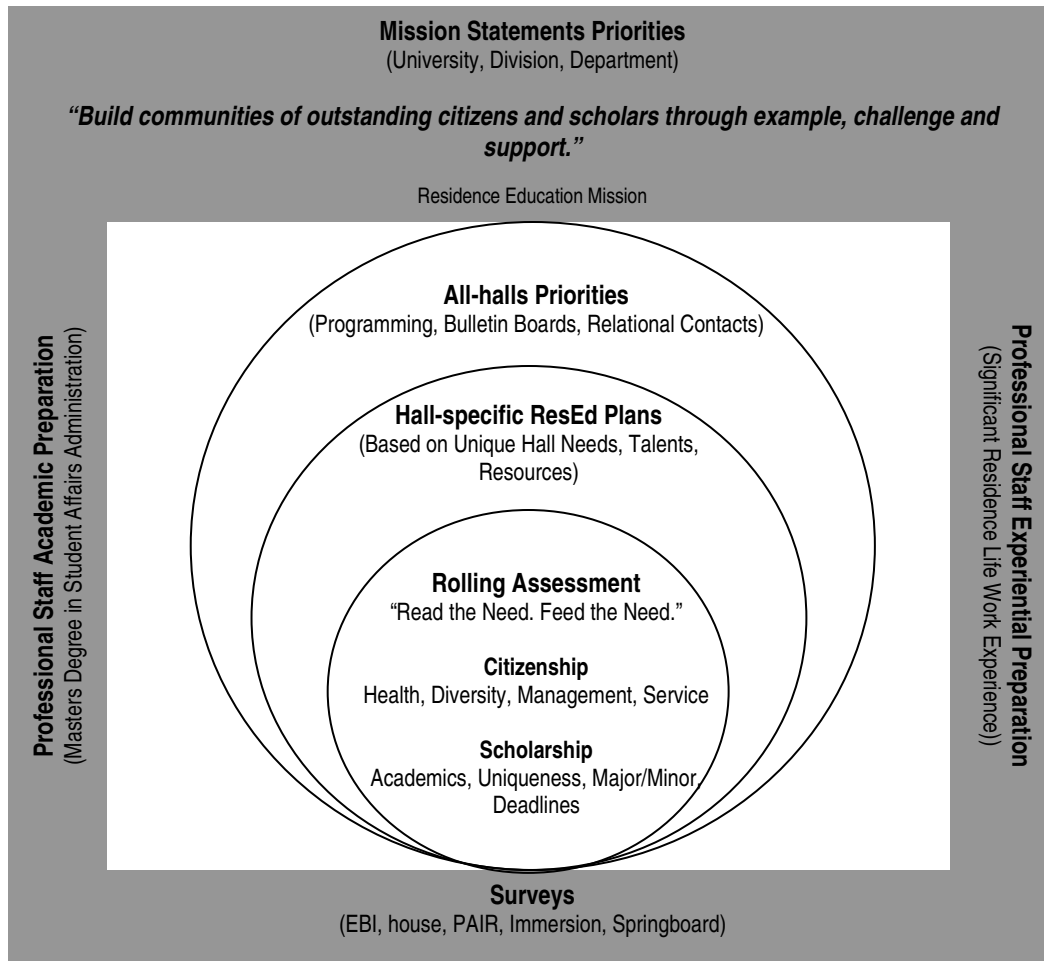 Mission Statements Priorities
(University, Division, Department)
“Build communities of outstanding citizens and scholars through example, challenge and
support.”
Residence Education Mission
Professional Staff Academic Preparation
(Masters Degree in Student Affairs Administration)
All-halls Priorities
(Programming, Bulletin Boards, Relational Contacts)
Hall-specific ResEd Plans
(Based on Unique Hall Needs, Talents,
Resources)
Rolling Assessment
“Read the Need. Feed the Need.”
Citizenship
Health, Diversity, Management, Service
Scholarship
Academics, Uniqueness, Major/Minor,
Deadlines
Professional Staff Experiential Preparation
(Significant Residence Life Work Experience))
Surveys
(EBI, house, PAIR, Immersion, Springboard)